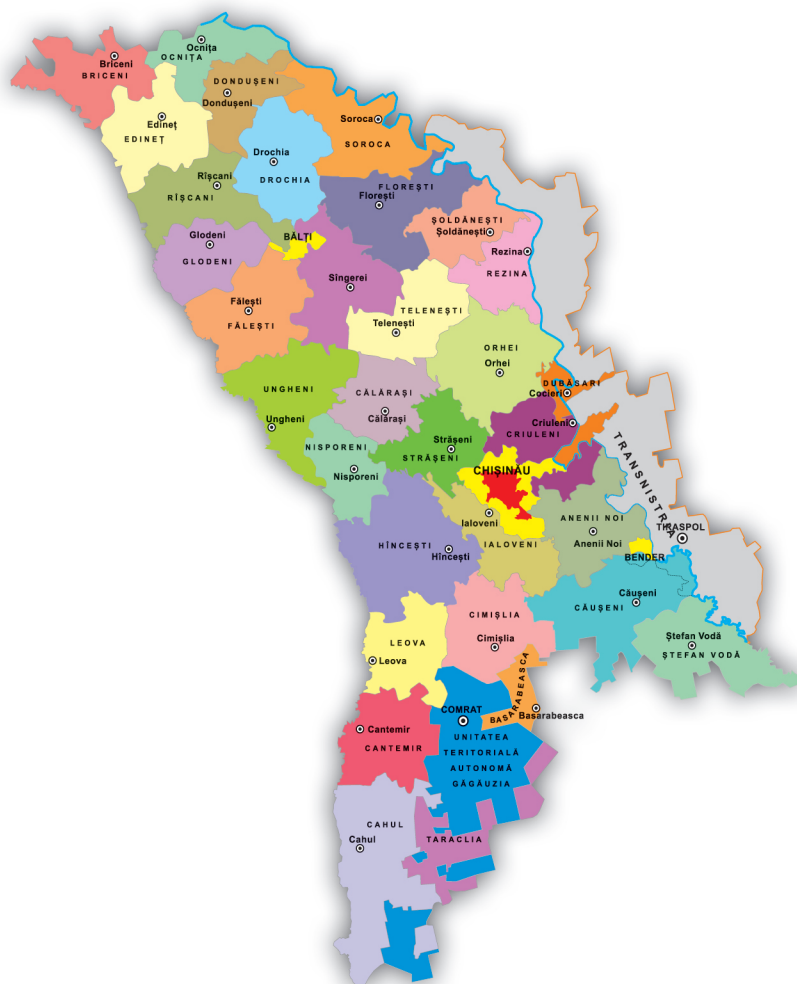 Ocnița
OCNIȚA
Briceni
BRICENI
DONDUȘENI
Dondușeni
Edineț
EDINEȚ
Soroca
SOROCA
Drochia
DROCHIA
Rîșcani
RÎȘCANI
FLOREȘTI
Florești
ȘOLDĂNEȘTI
Șoldănești
Glodeni
GLODENI
BĂLȚI
Rezina
REZINA
Sîngerei
Fălești
FĂLEȘTI
TELENEȘTI
Telenești
ORHEI
Orhei
UNGHENI
Ungheni
CĂLĂRAȘI
Călărași
DUBĂSARI
Cocieri
Criuleni
CRIULENI
NISPORENI
Nisporeni
Strășeni
STRĂȘENI
CHIȘINĂU
TRANSNISTRIA
TIRASPOL
Ialoveni
IALOVENI
ANENII NOI
Anenii Noi
BENDER
HÎNCEȘTI
Hîncești
Căușeni
CĂUȘENI
CIMIȘLIA
Cimișlia
Ștefan Vodă
ȘTEFAN VODĂ
LEOVA
Leova
BASARABEASCA
Basarabeasca
COMRAT
Cantemir
CANTEMIR
UNITATEA
TERITORIALĂ
AUTONOMĂ
GĂGĂUZIA
CAHUL
Cahul
TARACLIA